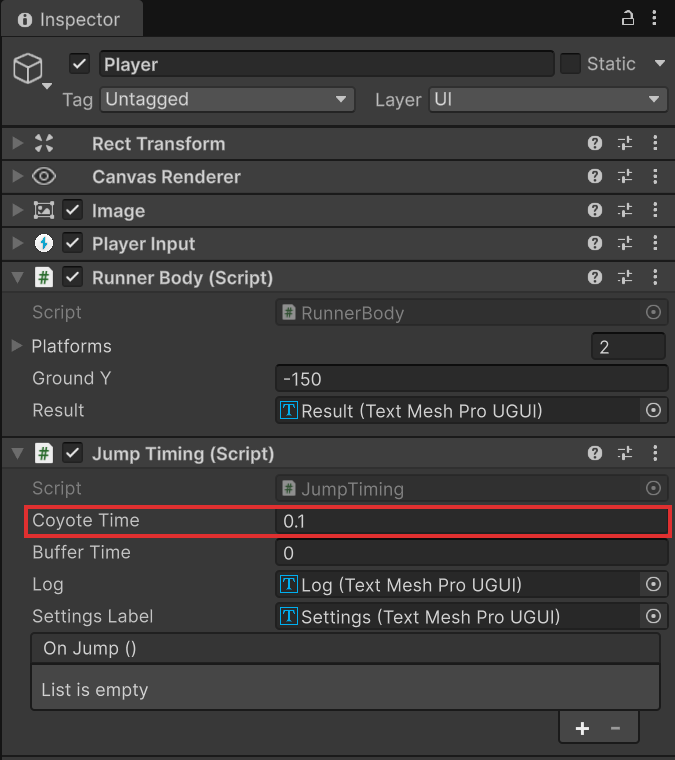 Inspector
Player
Static
Tag Untagged Layer UI
Rect Transform
Canvas Renderer
Image
Player Input
# Runner Body (Script)
Script # RunnerBody
Platforms 2
Ground Y -150
Result T Result (Text Mesh Pro UGUI)
# Jump Timing (Script)
Script # JumpTiming
Coyote Time 0.1
Buffer Time 0
Log T Log (Text Mesh Pro UGUI)
Settings Label T Settings (Text Mesh Pro UGUI)
On Jump ()
List is empty